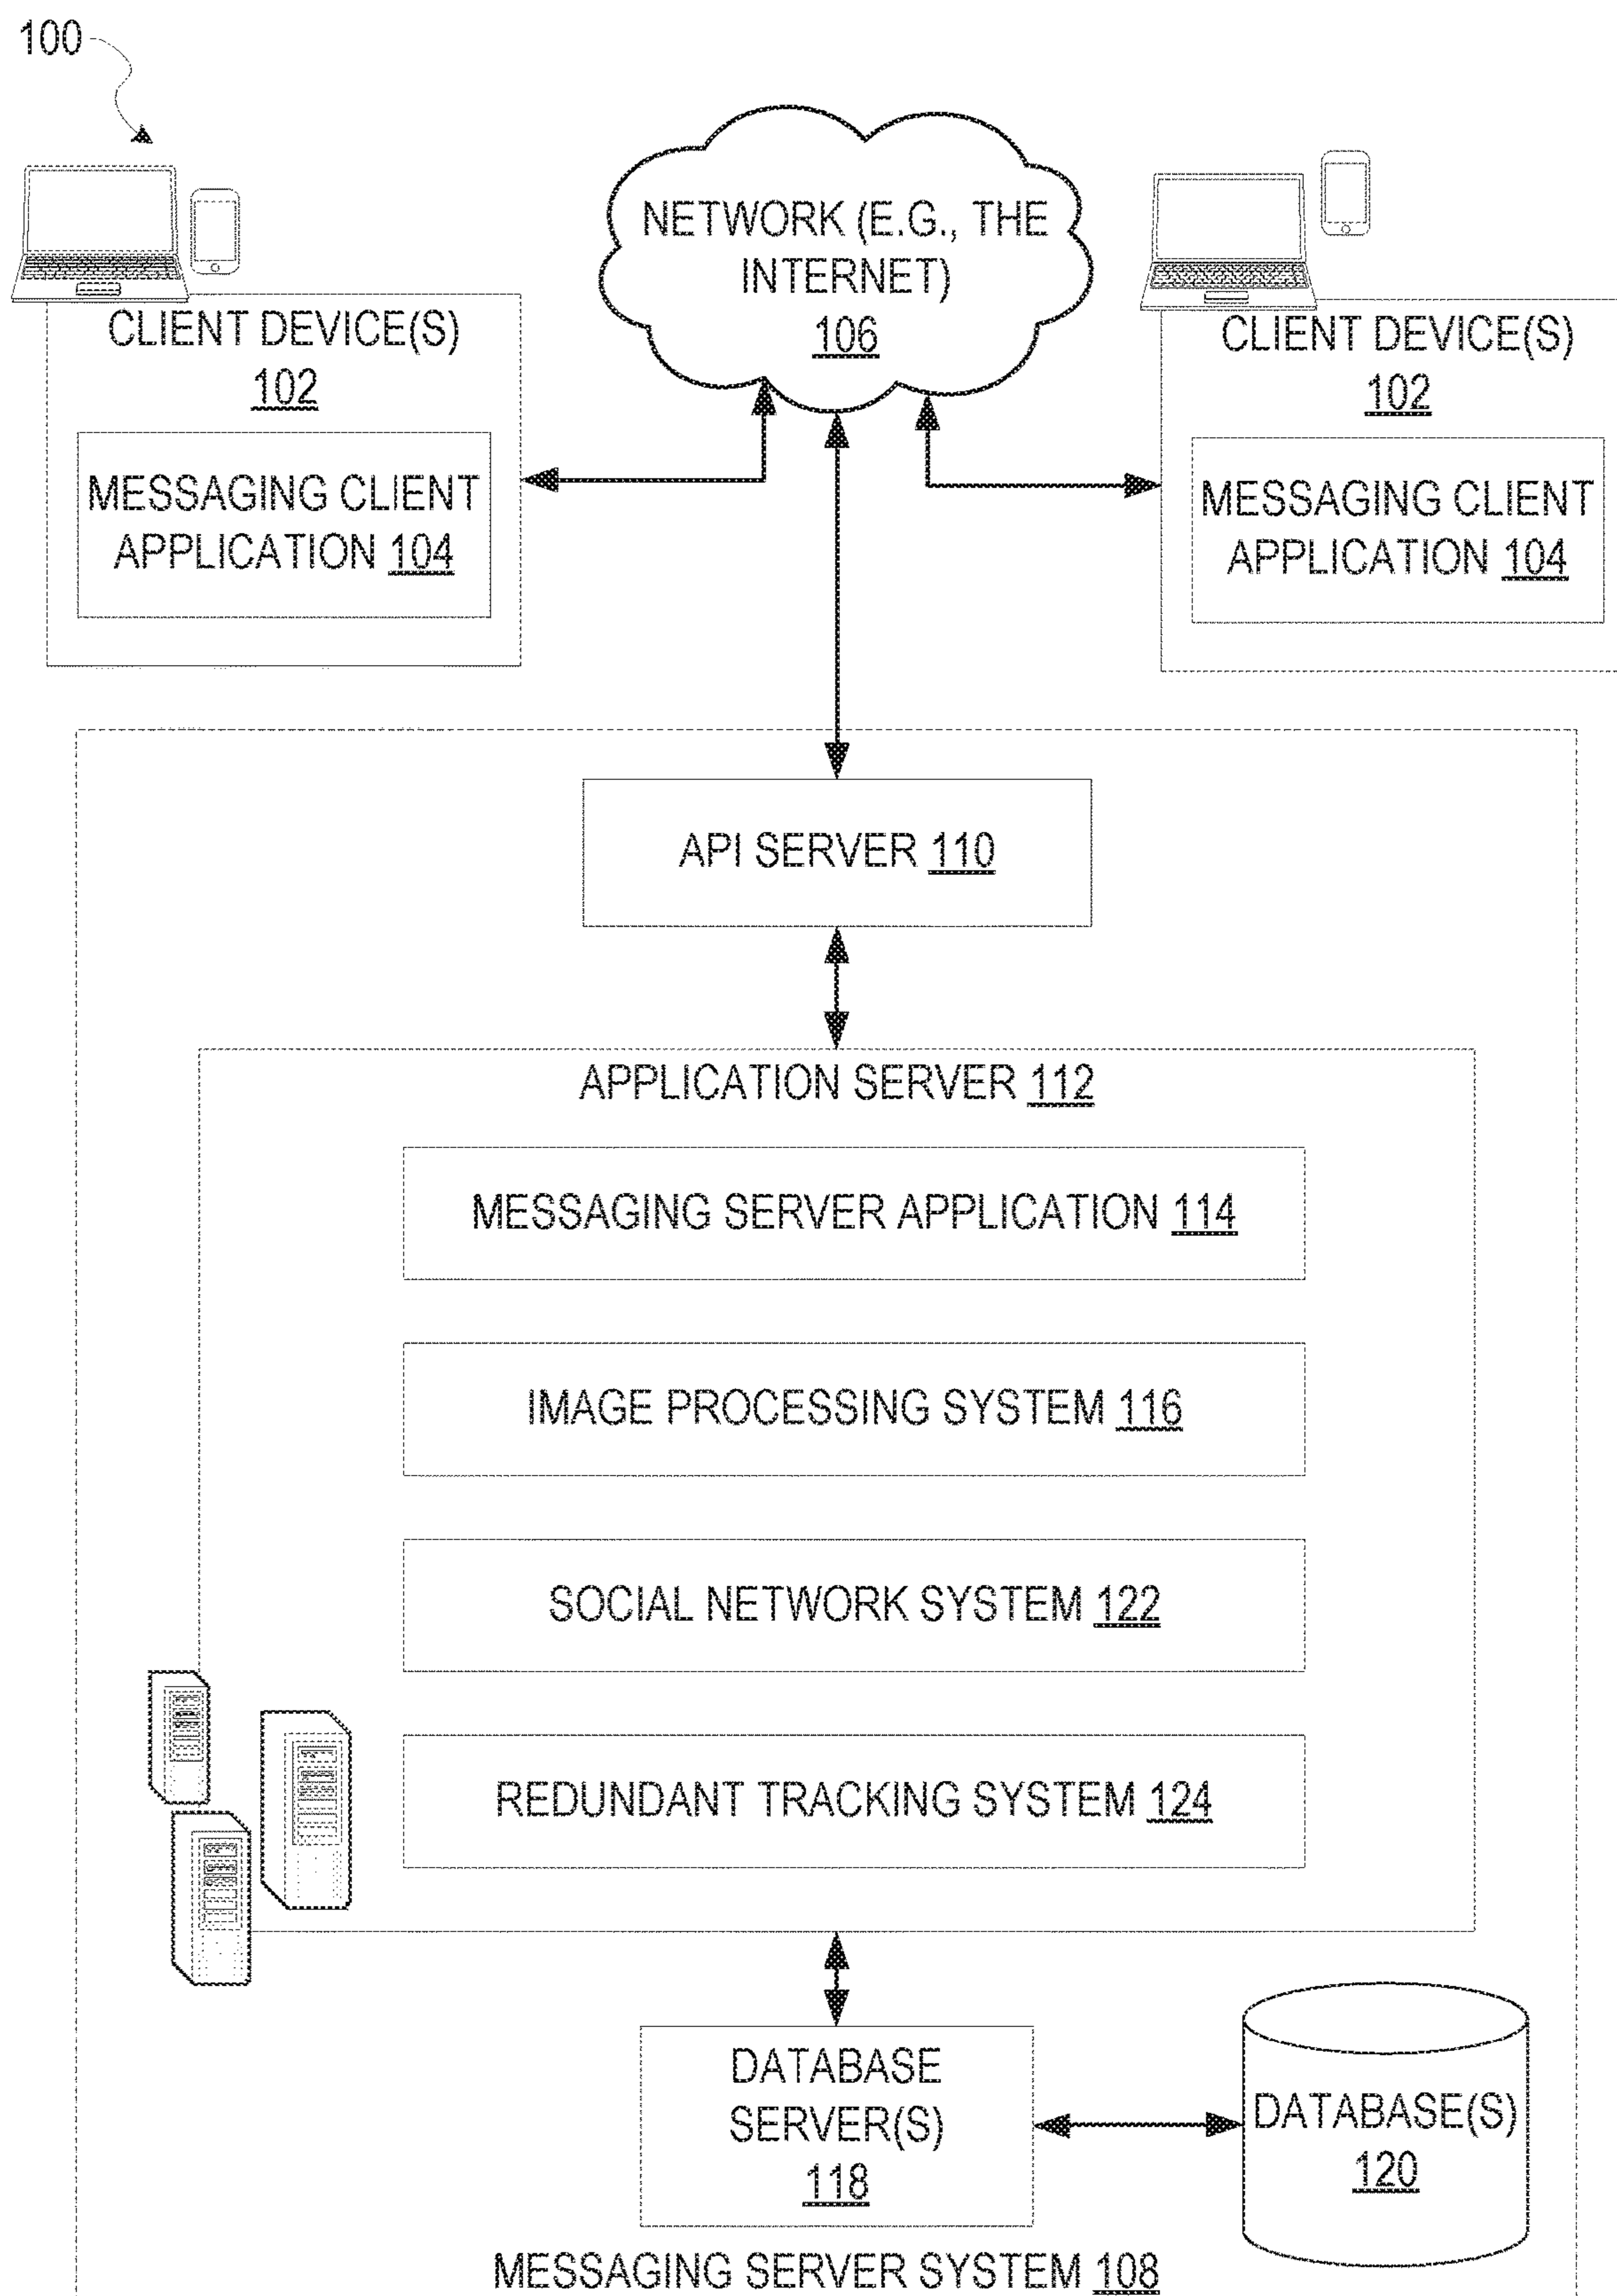 100
NETWORK (E.G., THE
INTERNET)
106
CLIENT DEVICE(S)
102
MESSAGING CLIENT
APPLICATION 104
CLIENT DEVICE(S)
102
MESSAGING CLIENT
APPLICATION 104
API SERVER 110
APPLICATION SERVER 112
MESSAGING SERVER APPLICATION 114
IMAGE PROCESSING SYSTEM 116
SOCIAL NETWORK SYSTEM 122
REDUNDANT TRACKING SYSTEM 124
DATABASE
SERVER(S)
118
DATABASE(S)
120
MESSAGING SERVER SYSTEM 108